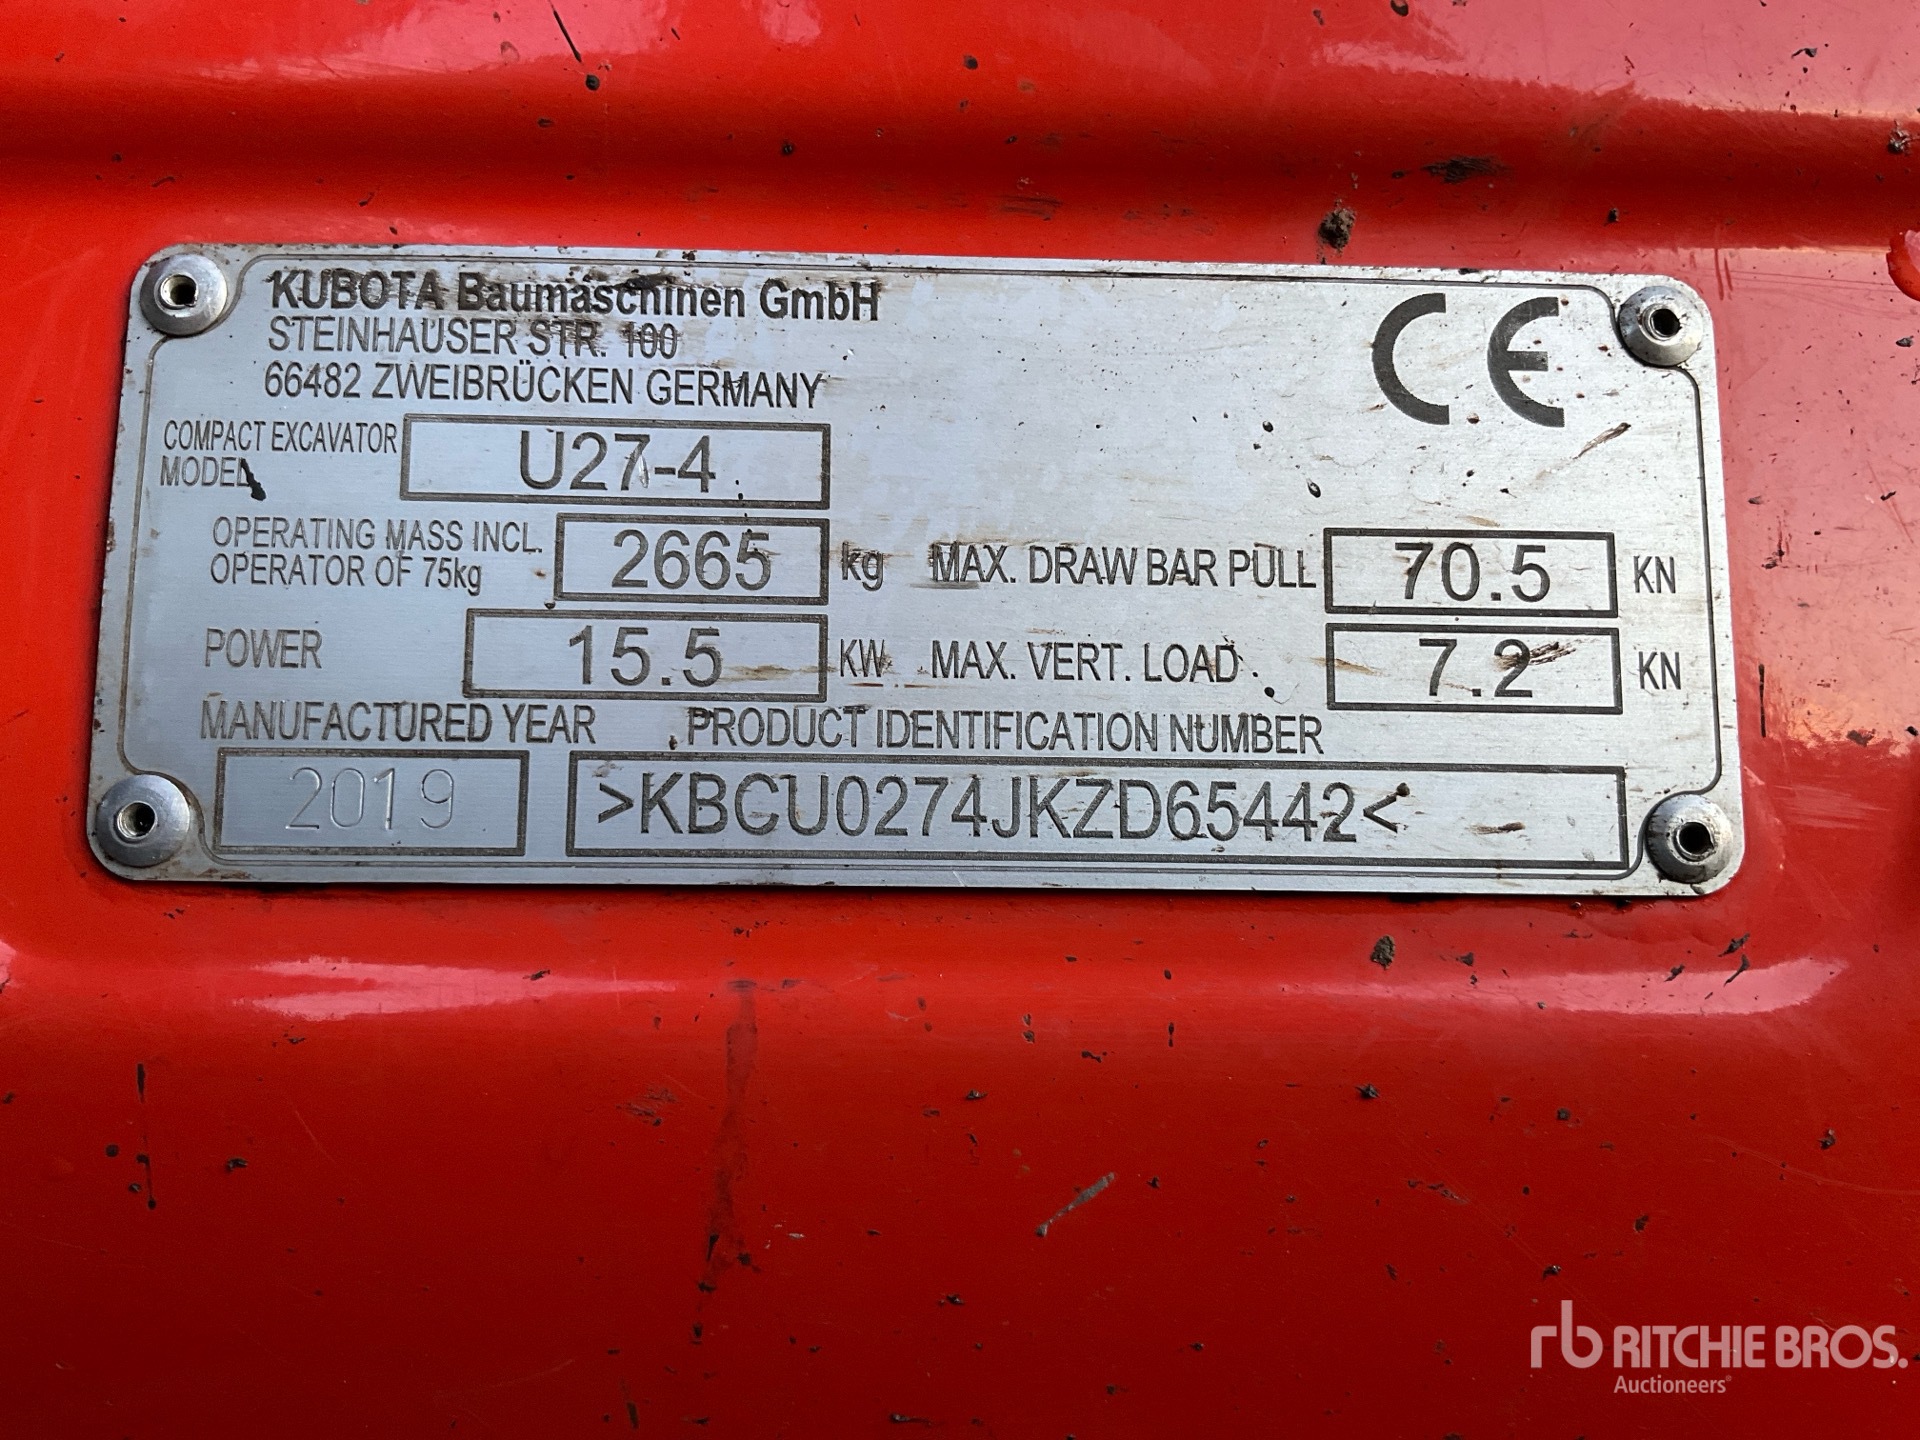 KUBOTA Baumaschinen GmbH
STEINHAUSER STR. 100
66482 ZWEIBRÜCKEN GERMANY
CE
COMPACT EXCAVATOR
MODEL
U27-4
OPERATING MASS INCL.
OPERATOR OF 75kg
2665 kg
MAX. DRAW BAR PULL 70.5 KN
POWER 15.5 KW
MAX. VERT. LOAD 7.2 KN
MANUFACTURED YEAR PRODUCT IDENTIFICATION NUMBER
2019 >KBCU0274JKZD65442<
rb RITCHIE BROS.
Auctioneers